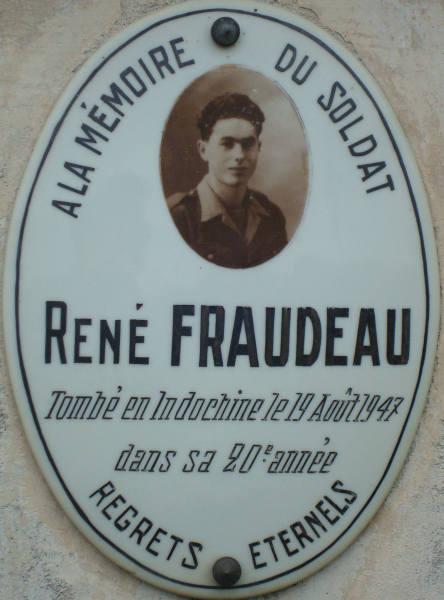 A LA MÉMOIRE DU SOLDAT
RENÉ FRAUDEAU
Tombé en Indochine le 19 Août 1947
dans sa 20e année
REGRETS ETERNELS